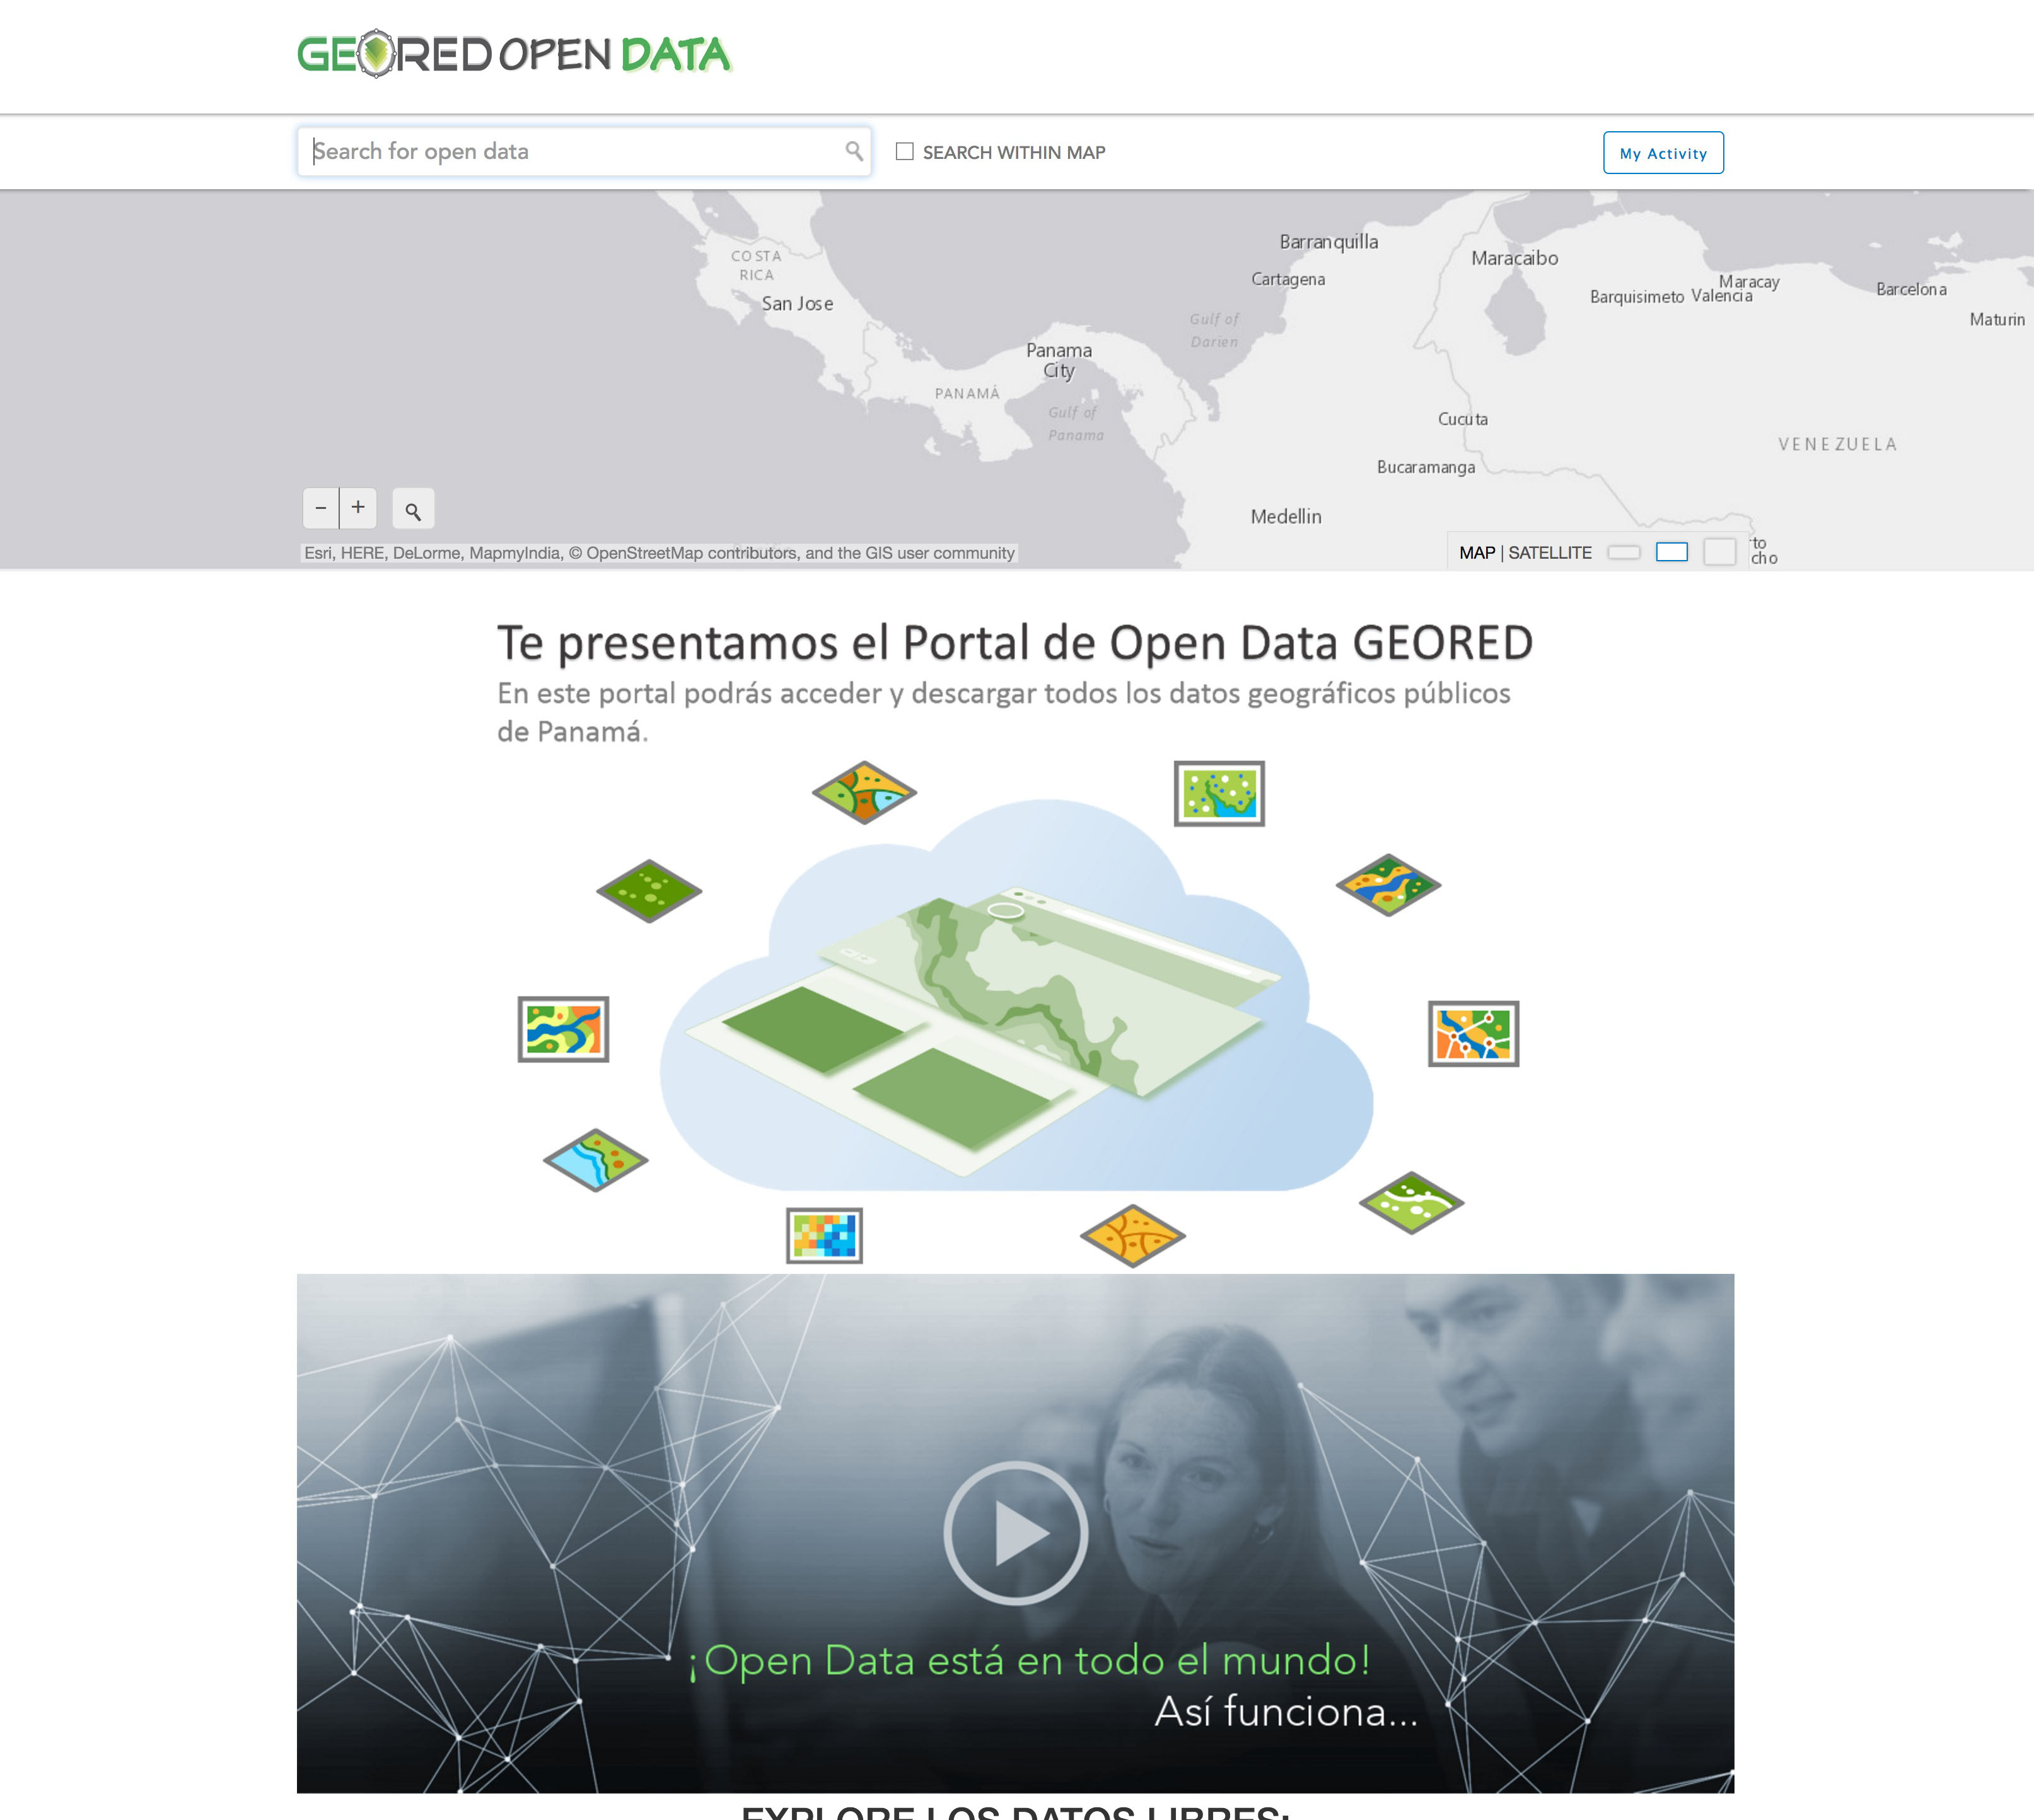 GEORED OPEN DATA
Search for open data
SEARCH WITHIN MAP
My Activity
COSTA
RICA
San Jose
PANAMÁ
Panama
City
Gulf of
Panama
Gulf of
Darien
Barranquilla
Cartagena
Maracaibo
Barquisimeto
Valencia
Maracay
Barcelona
Maturin
Cucuta
VENEZUELA
Bucaramanga
Medellin
to
cho
- +
Esri, HERE, DeLorme, MapmyIndia, © OpenStreetMap contributors, and the GIS user community
MAP | SATELLITE
Te presentamos el Portal de Open Data GEORED
En este portal podrás acceder y descargar todos los datos geográficos públicos
de Panamá.
¡Open Data está en todo el mundo!
Así funciona...
EXPLORE LOS DATOS LIBRES: